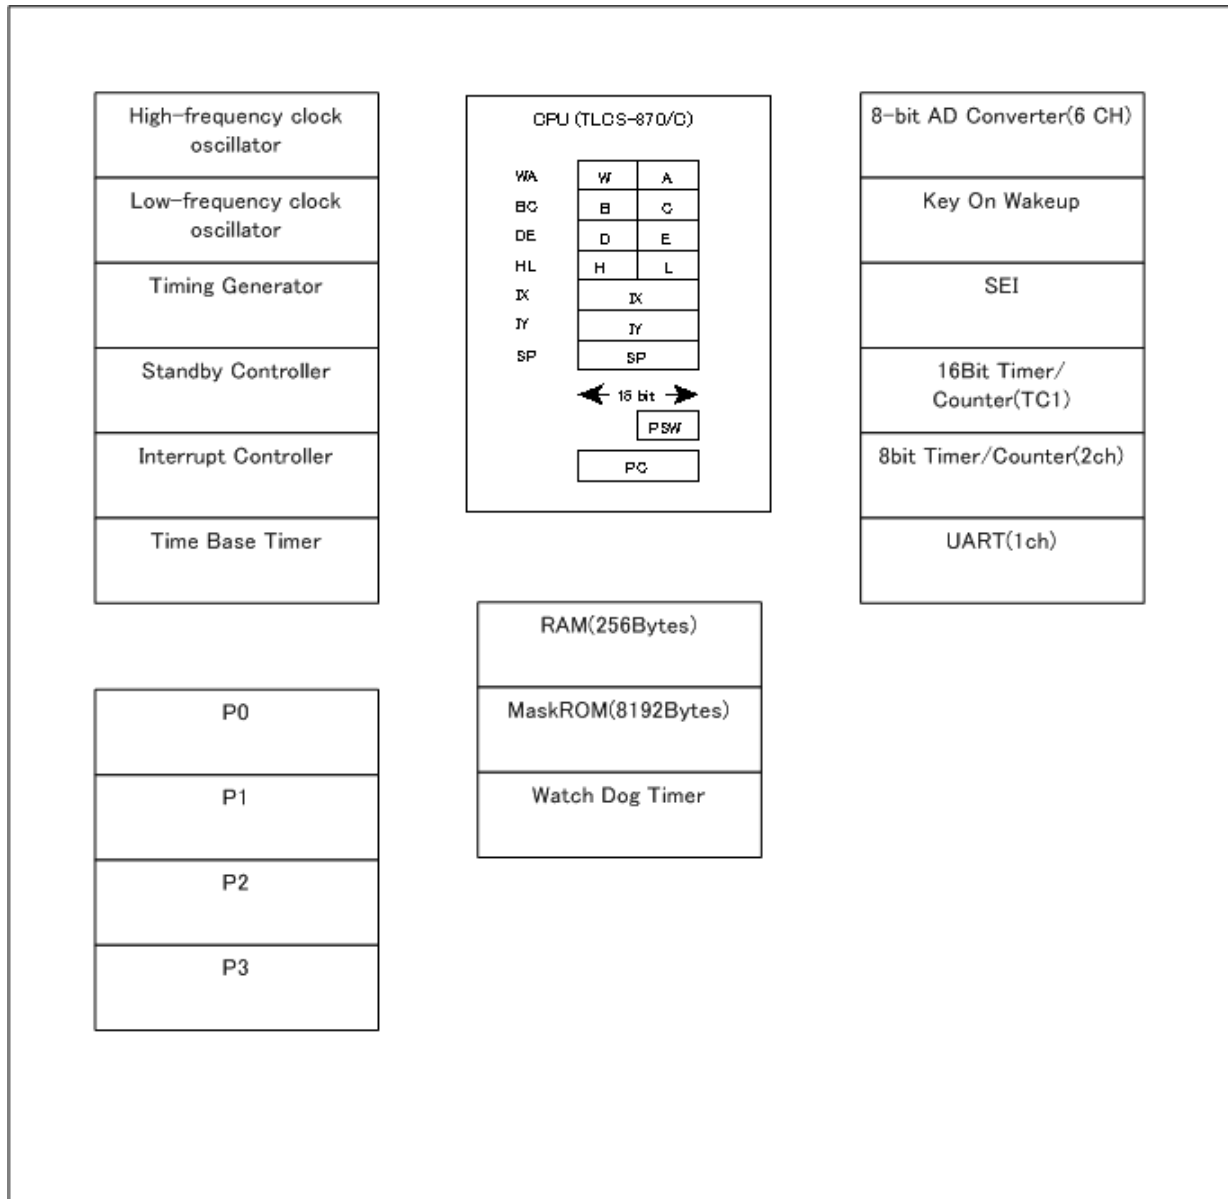 High-frequency clock
oscillator
Low-frequency clock
oscillator
Timing Generator
Standby Controller
Interrupt Controller
Time Base Timer
P0
P1
P2
P3
CPU (TLCS-870/C)
WA W A
BC B C
DE D E
HL H L
IX IX
IY IY
SP SP
16 bit
PSW
PC
RAM(256Bytes)
MaskROM(8192Bytes)
Watch Dog Timer
8-bit AD Converter(6 CH)
Key On Wakeup
SEI
16Bit Timer/
Counter(TC1)
8bit Timer/Counter(2ch)
UART(1ch)